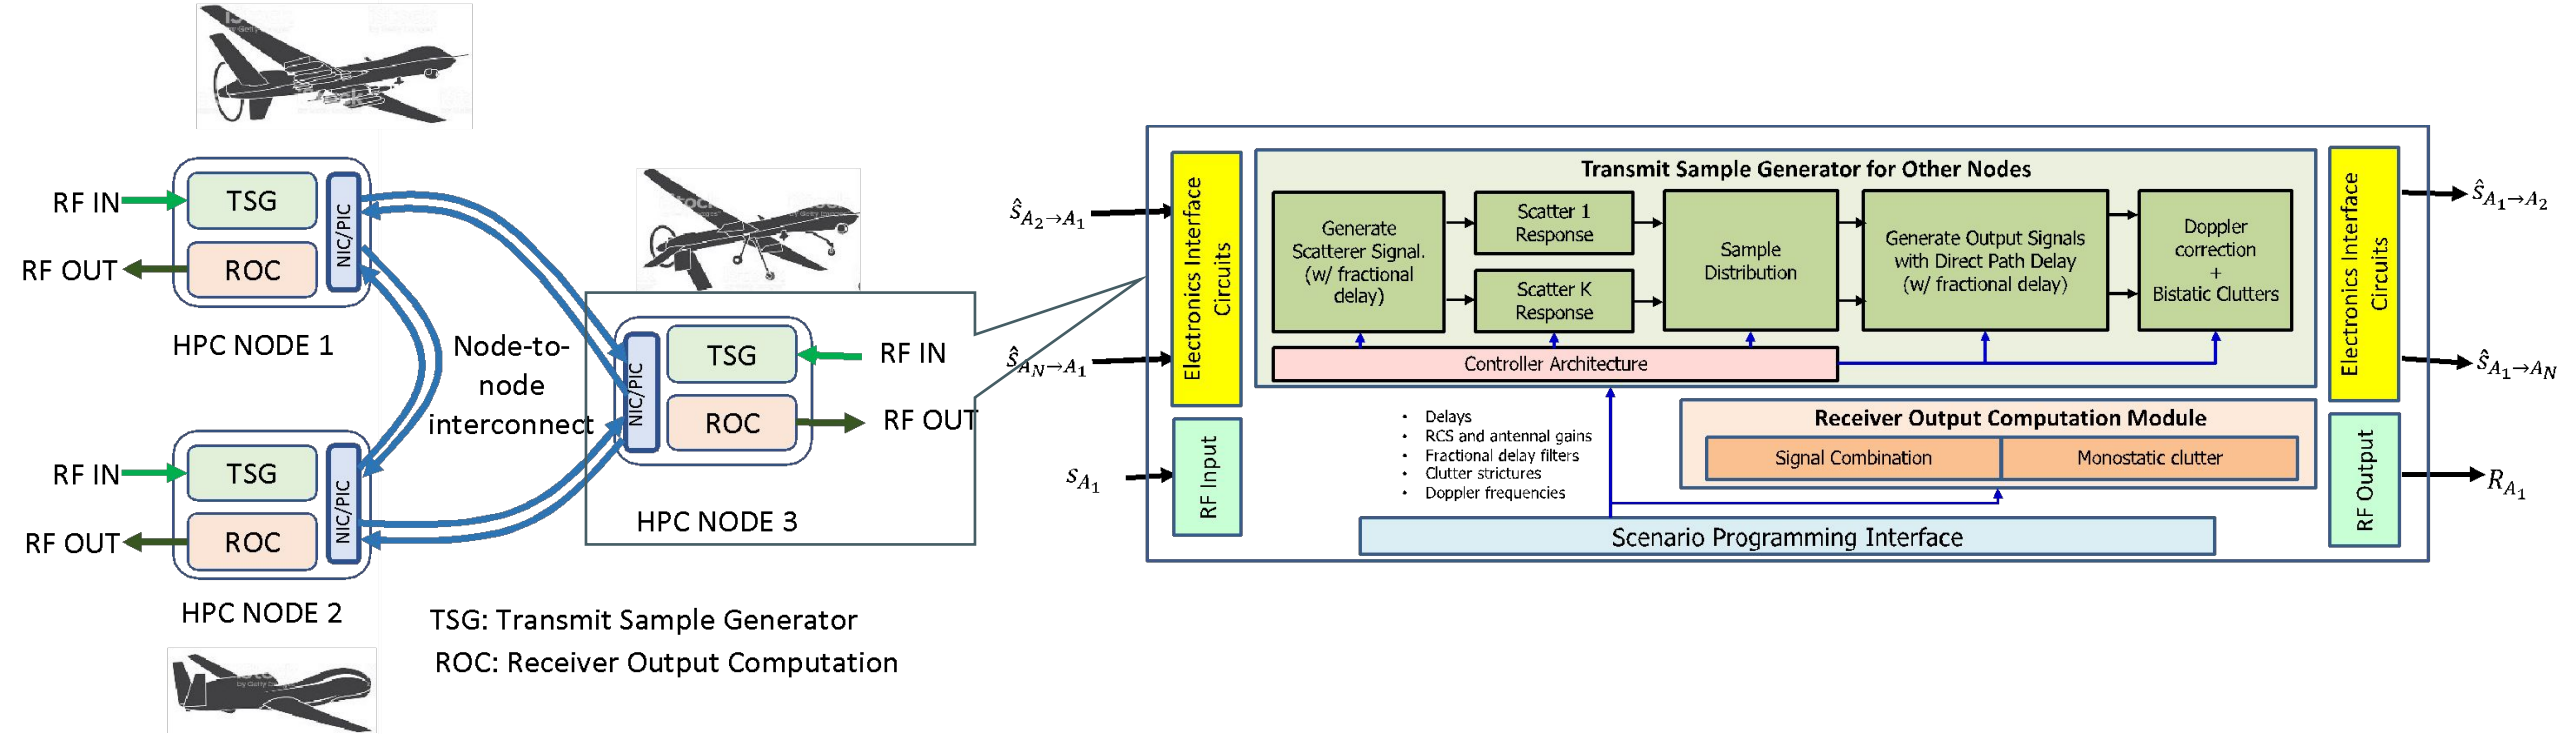 RF IN
TSG
ROC
RF OUT
NIC/PIC
HPC NODE 1
Node-to-
node
interconnect
RF IN
TSG
ROC
RF OUT
NIC/PIC
HPC NODE 2
NIC/PIC
TSG
ROC
RF IN
RF OUT
HPC NODE 3
TSG: Transmit Sample Generator
ROC: Receiver Output Computation
ŝ_{A_2→A_1}
ŝ_{A_N→A_1}
s_{A_1}
Electronics Interface
Circuits
RF Input
Transmit Sample Generator for Other Nodes
Generate
Scatterer Signal.
(w/ fractional
delay)
Scatter 1
Response
Scatter K
Response
Sample
Distribution
Generate Output Signals
with Direct Path Delay
(w/ fractional delay)
Doppler
correction
+
Bistatic Clutters
Controller Architecture
• Delays
• RCS and antennal gains
• Fractional delay filters
• Clutter strictures
• Doppler frequencies
Receiver Output Computation Module
Signal Combination
Monostatic clutter
Scenario Programming Interface
Electronics Interface
Circuits
RF Output
ŝ_{A_1→A_2}
ŝ_{A_1→A_N}
R_{A_1}